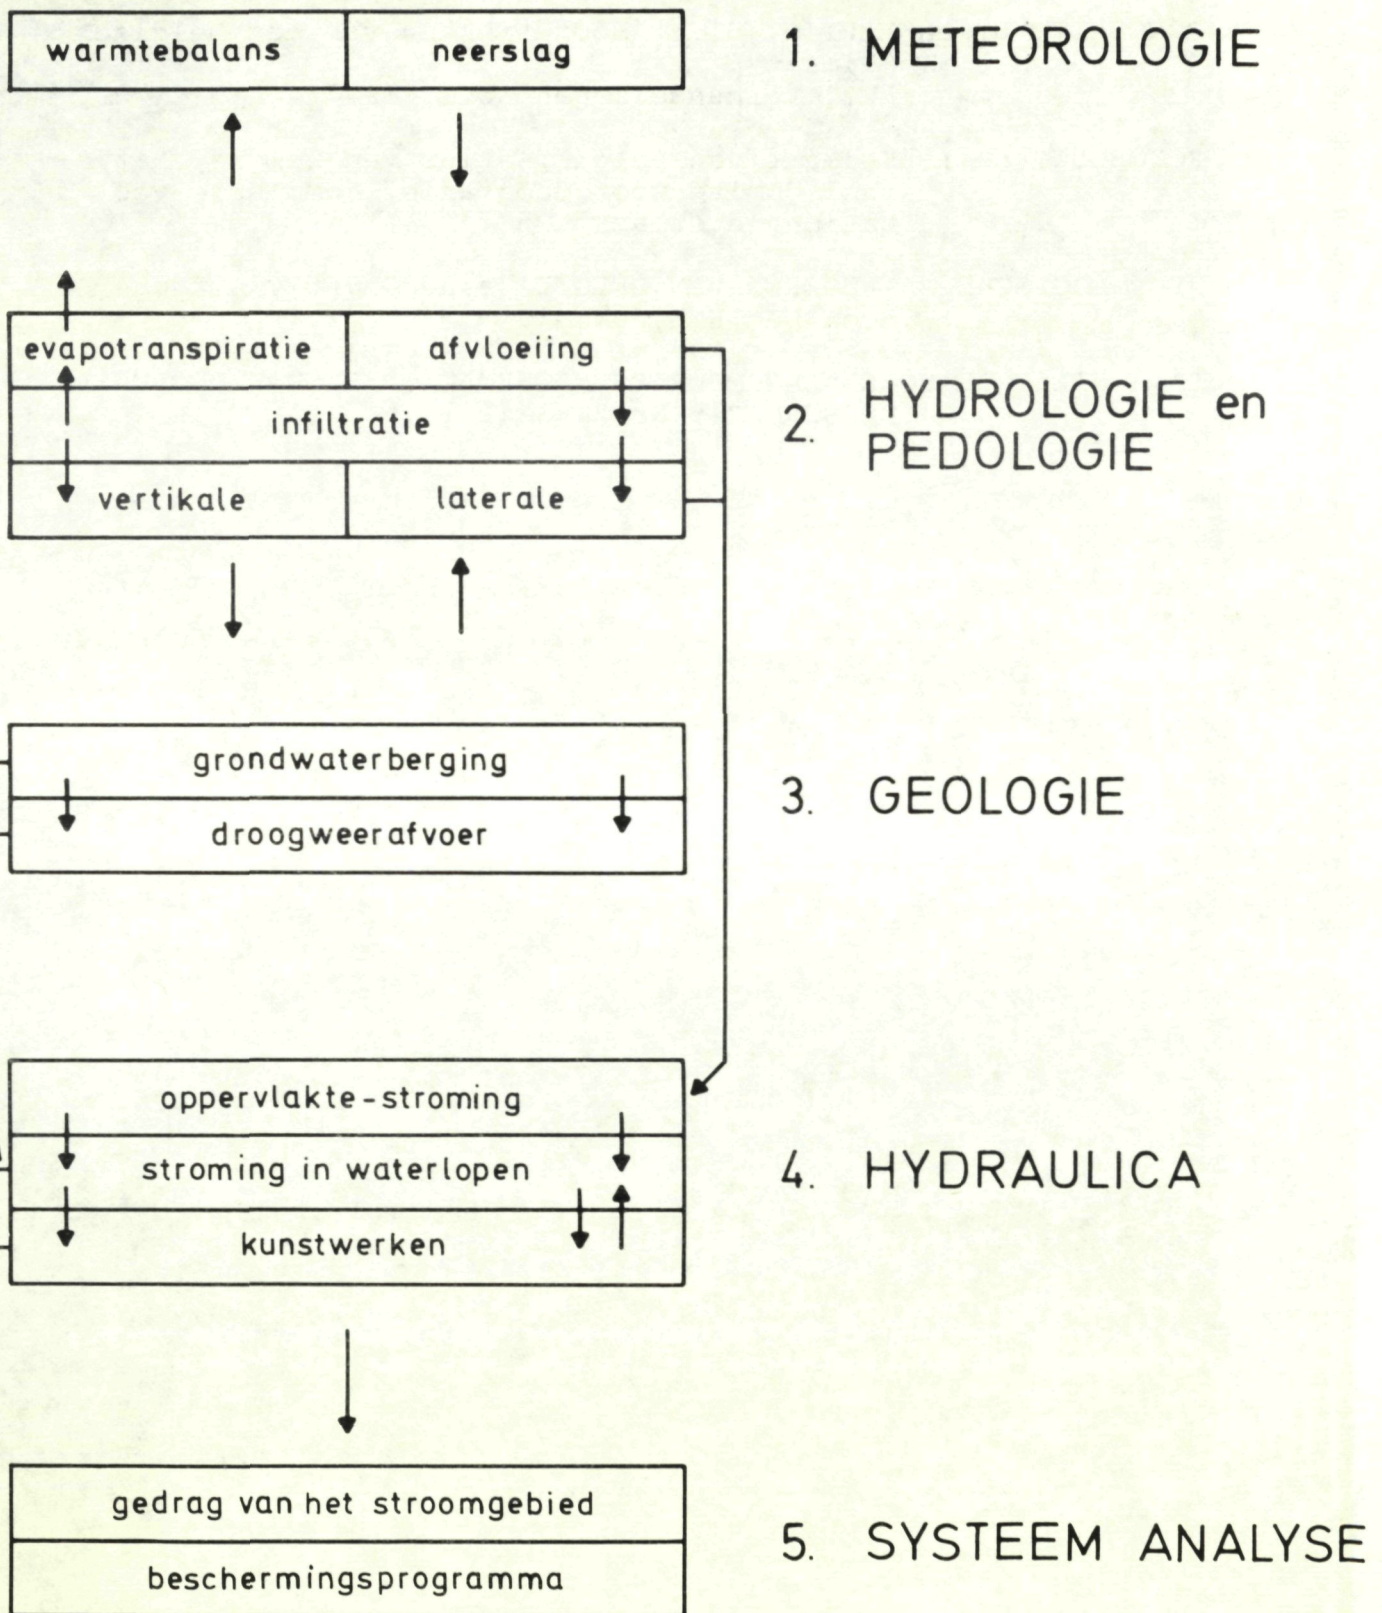 warmtebalans neerslag
1. METEOROLOGIE
evapotranspiratie afvloeiing
infiltratie
vertikale laterale
2. HYDROLOGIE en
PEDOLOGIE
grondwaterberging
droogweerafvoer
3. GEOLOGIE
oppervlakte-stroming
stroming in waterlopen
kunstwerken
4. HYDRAULICA
gedrag van het stroomgebied
beschermingsprogramma
5. SYSTEEM ANALYSE